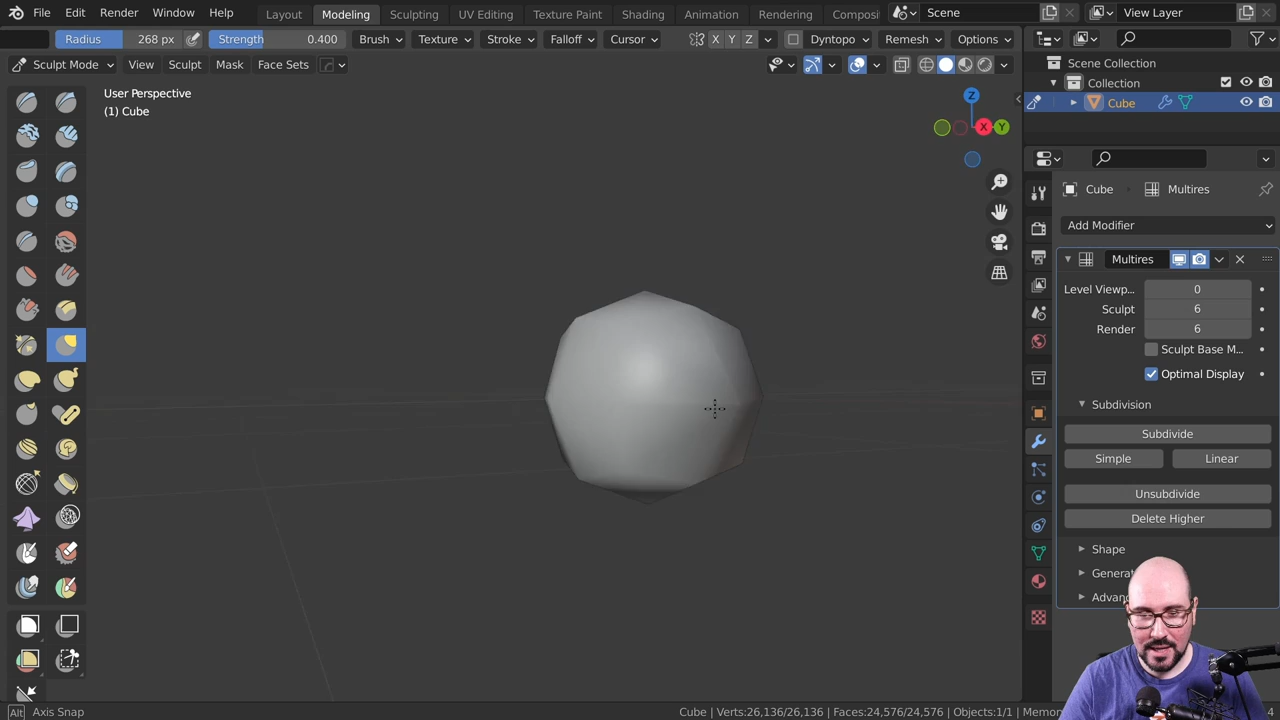 File Edit Render Window Help Layout Modeling Sculpting UV Editing Texture Paint Shading Animation Rendering Composi Scene View Layer
Radius 268 px Strength 0.400 Brush Texture Stroke Falloff Cursor X Y Z Dyntopo Remesh Options
Sculpt Mode View Sculpt Mask Face Sets
User Perspective
(1) Cube
Z
X Y
Scene Collection
Collection
Cube
Cube Multires
Add Modifier
Multires
Level Viewp... 0
Sculpt 6
Render 6
Sculpt Base M...
Optimal Display
Subdivision
Subdivide
Simple Linear
Unsubdivide
Delete Higher
Shape
Genera
Advan
Alt Axis Snap Cube | Verts:26,136/26,136 | Faces:24,576/24,576 | Objects:1/1 | Memor 4